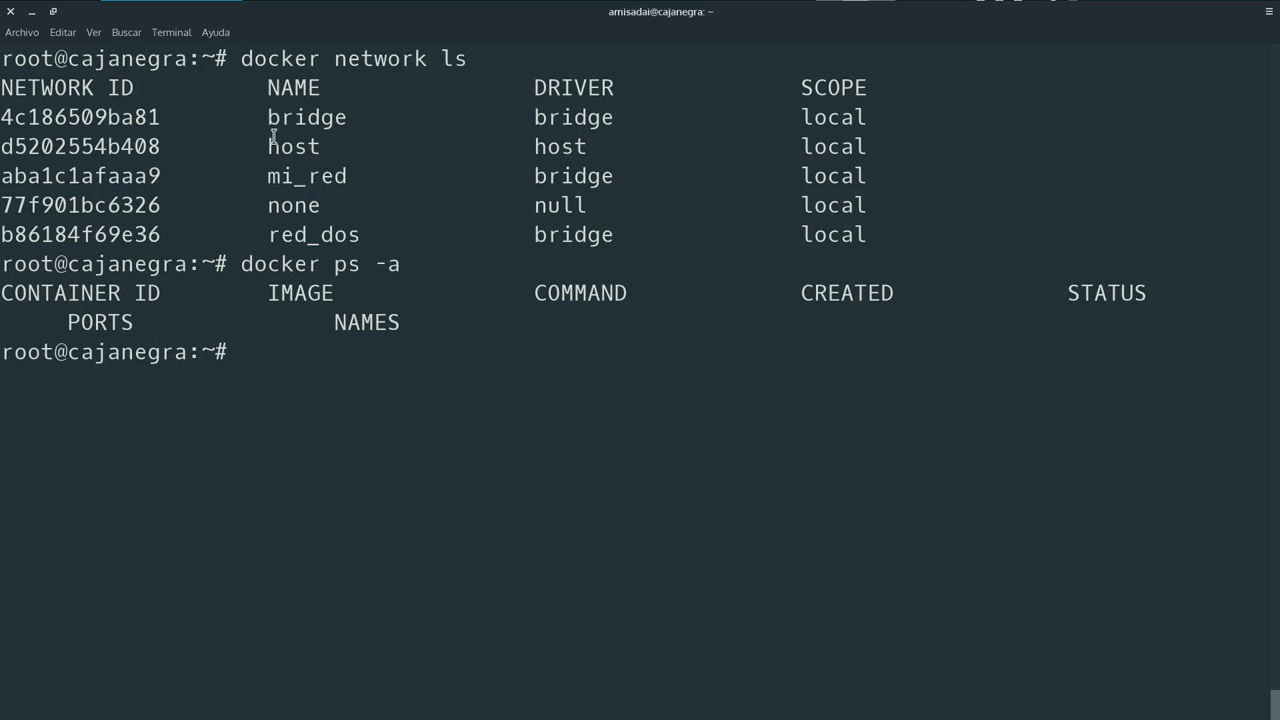 amisadai@cajanegra: ~
Archivo Editar Ver Buscar Terminal Ayuda
root@cajanegra:~# docker network ls
NETWORK ID NAME DRIVER SCOPE
4c186509ba81 bridge bridge local
d5202554b408 host host local
aba1c1afaaa9 mi_red bridge local
77f901bc6326 none null local
b86184f69e36 red_dos bridge local
root@cajanegra:~# docker ps -a
CONTAINER ID IMAGE COMMAND CREATED STATUS
PORTS NAMES
root@cajanegra:~#